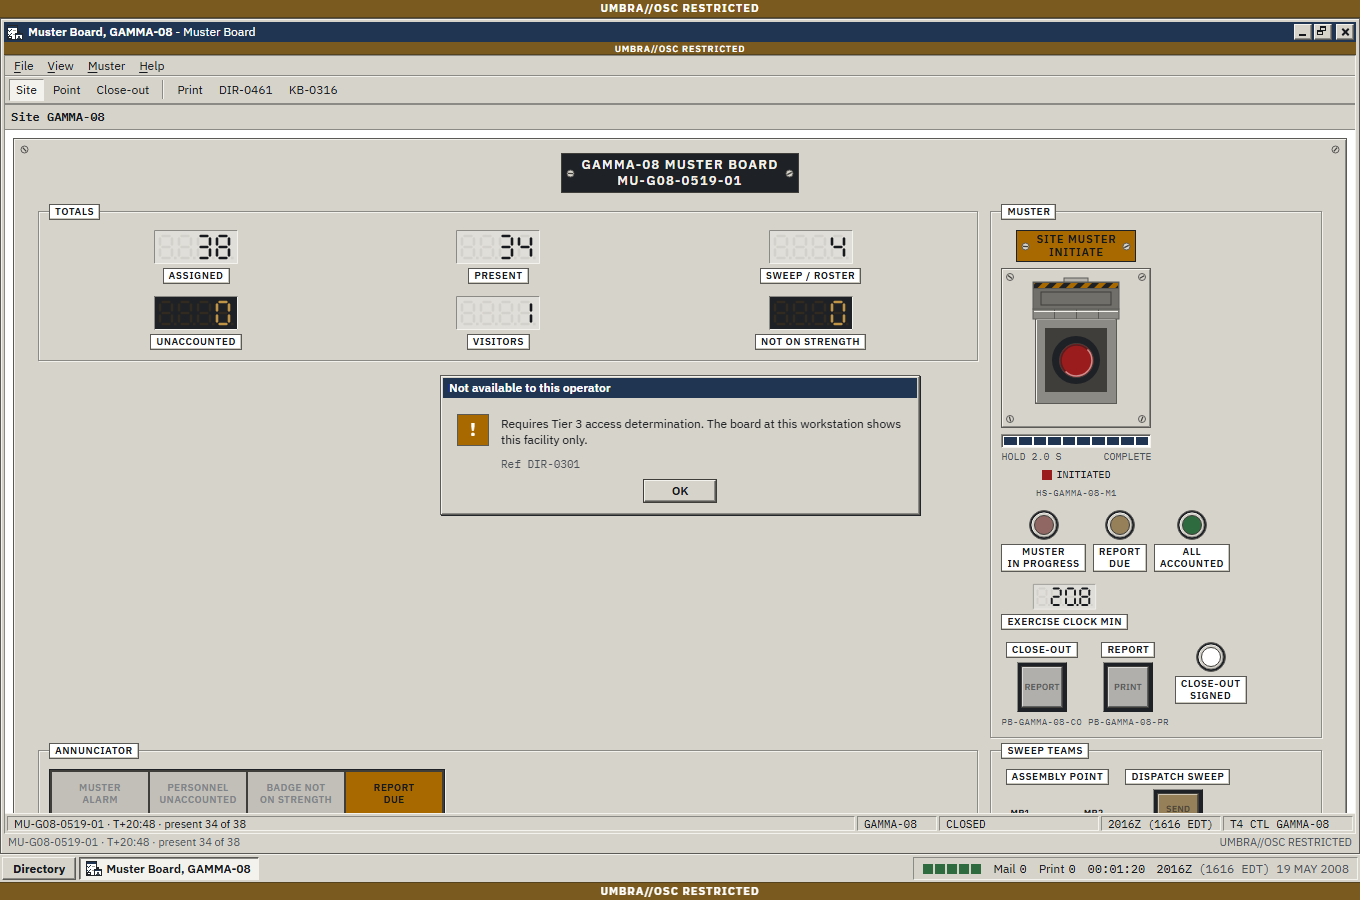 UMBRA//OSC RESTRICTED
Muster Board, GAMMA-08 - Muster Board
UMBRA//OSC RESTRICTED
File View Muster Help
Site Point Close-out Print DIR-0461 KB-0316
Site GAMMA-08
GAMMA-08 MUSTER BOARD
MU-G08-0519-01
TOTALS
38 34 4
ASSIGNED PRESENT SWEEP / ROSTER
0 1 0
UNACCOUNTED VISITORS NOT ON STRENGTH
MUSTER
SITE MUSTER
INITIATE
HOLD 2.0 S COMPLETE
INITIATED
HS-GAMMA-08-M1
MUSTER
IN PROGRESS
REPORT
DUE
ALL
ACCOUNTED
20.8
EXERCISE CLOCK MIN
CLOSE-OUT REPORT
REPORT PRINT
CLOSE-OUT
SIGNED
PB-GAMMA-08-CO PB-GAMMA-08-PR
Not available to this operator
!
Requires Tier 3 access determination. The board at this workstation shows
this facility only.
Ref DIR-0301
OK
ANNUNCIATOR
MUSTER
ALARM
PERSONNEL
UNACCOUNTED
BADGE NOT
ON STRENGTH
REPORT
DUE
SWEEP TEAMS
ASSEMBLY POINT DISPATCH SWEEP
MP1 MP2 SEND
MU-G08-0519-01 · T+20:48 · present 34 of 38 GAMMA-08 CLOSED 2016Z (1616 EDT) T4 CTL GAMMA-08
MU-G08-0519-01 · T+20:48 · present 34 of 38 UMBRA//OSC RESTRICTED
Directory Muster Board, GAMMA-08 Mail 0 Print 0 00:01:20 2016Z (1616 EDT) 19 MAY 2008
UMBRA//OSC RESTRICTED